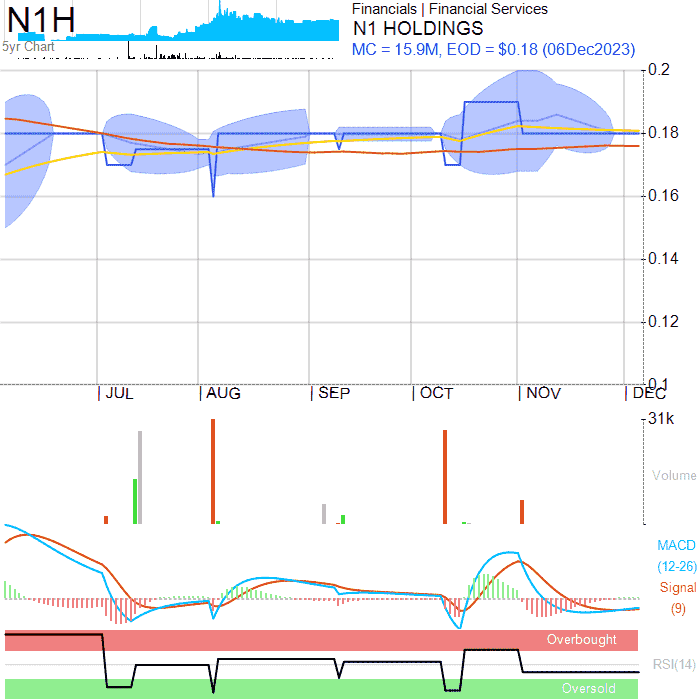 N1H
5yr Chart
Financials | Financial Services
N1 HOLDINGS
MC = 15.9M, EOD = $0.18 (06Dec2023)
0.2
0.18
0.16
0.14
0.12
0.1
JUL AUG SEP OCT NOV DEC
31k
Volume
MACD
(12-26)
Signal
(9)
Overbought
RSI(14)
Oversold